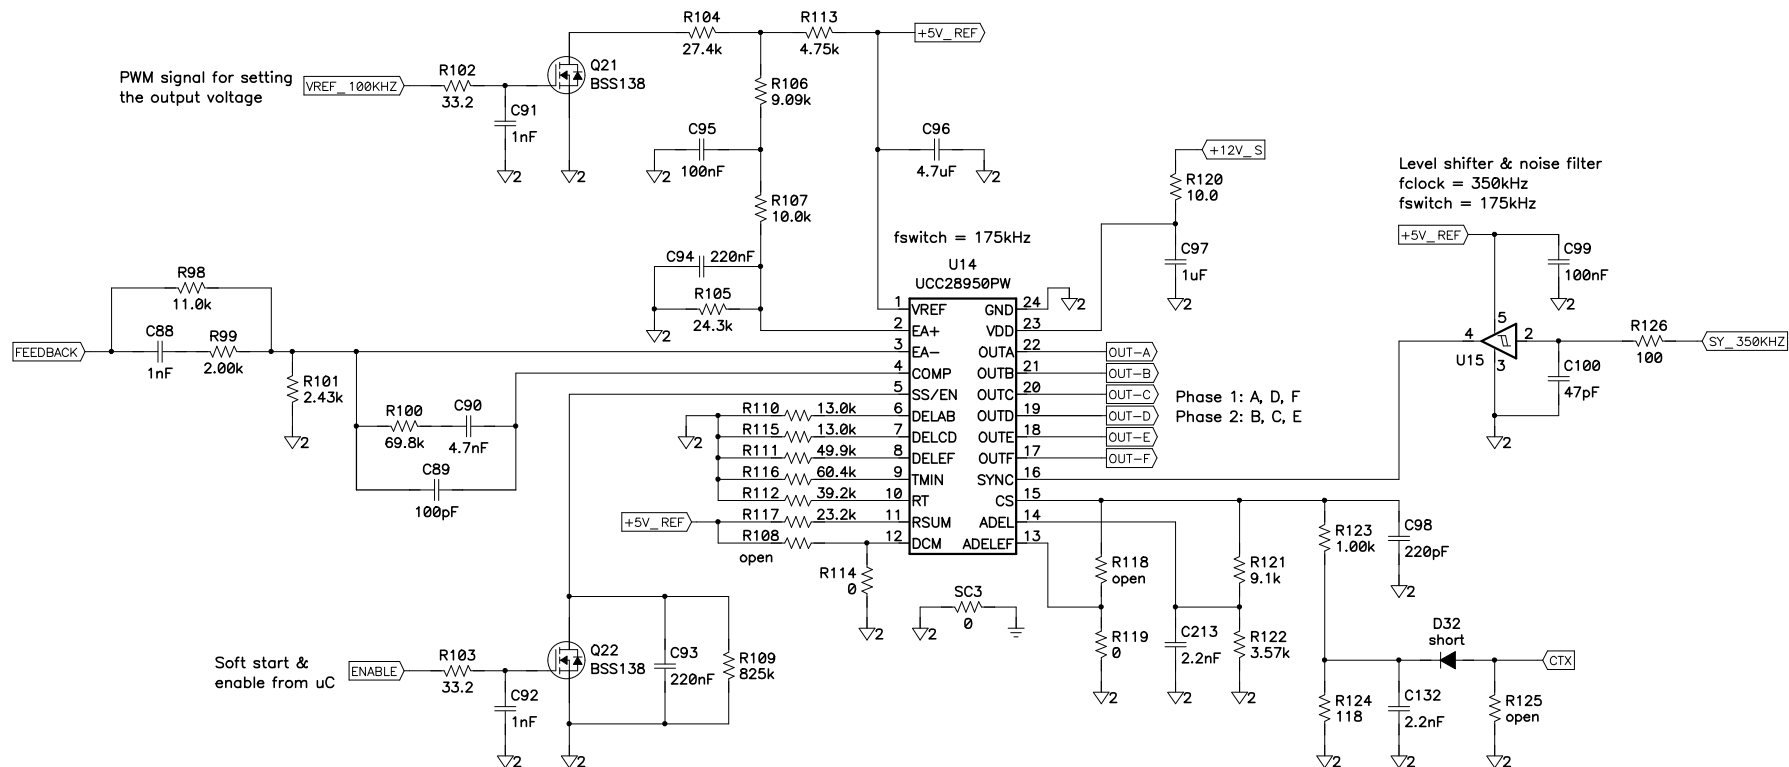 R104
27.4k
R113
4.75k
+5V_REF
PWM signal for setting
the output voltage
VREF_100KHZ
R102
33.2
Q21
BSS138
C91
1nF
2
2
R106
9.09k
C95
100nF
2
C96
4.7uF
2
R107
10.0k
+12V_S
R120
10.0
C97
1uF
2
Level shifter & noise filter
fclock = 350kHz
fswitch = 175kHz
+5V_REF
C99
100nF
2
fswitch = 175kHz
U14
UCC28950PW
C94
220nF
R105
24.3k
2
R98
11.0k
C88
1nF
R99
2.00k
FEEDBACK
R101
2.43k
2
R100
69.8k
C90
4.7nF
C89
100pF
1 VREF
2 EA+
3 EA-
4 COMP
5 SS/EN
6 DELAB
7 DELCD
8 DELEF
9 TMIN
10 RT
11 RSUM
12 DCM
GND 24
VDD 23
OUTA 22
OUTB 21
OUTC 20
OUTD 19
OUTE 18
OUTF 17
SYNC 16
CS 15
ADEL 14
ADELEF 13
2
OUT-A
OUT-B
OUT-C
OUT-D
OUT-E
OUT-F
Phase 1: A, D, F
Phase 2: B, C, E
5
4
2
3
U15
R126
100
SY_350KHZ
C100
47pF
2
R110 13.0k
R115 13.0k
R111 49.9k
R116 60.4k
R112 39.2k
R117 23.2k
R108
open
2
+5V_REF
R114
0
2
SC3
0
2
R118
open
R119
0
2
C213
2.2nF
2
R121
9.1k
R122
3.57k
2
R123
1.00k
C98
220pF
2
D32
short
CTX
R124
118
2
C132
2.2nF
2
R125
open
2
Soft start &
enable from uC
ENABLE
R103
33.2
C92
1nF
2
Q22
BSS138
2
C93
220nF
R109
825k